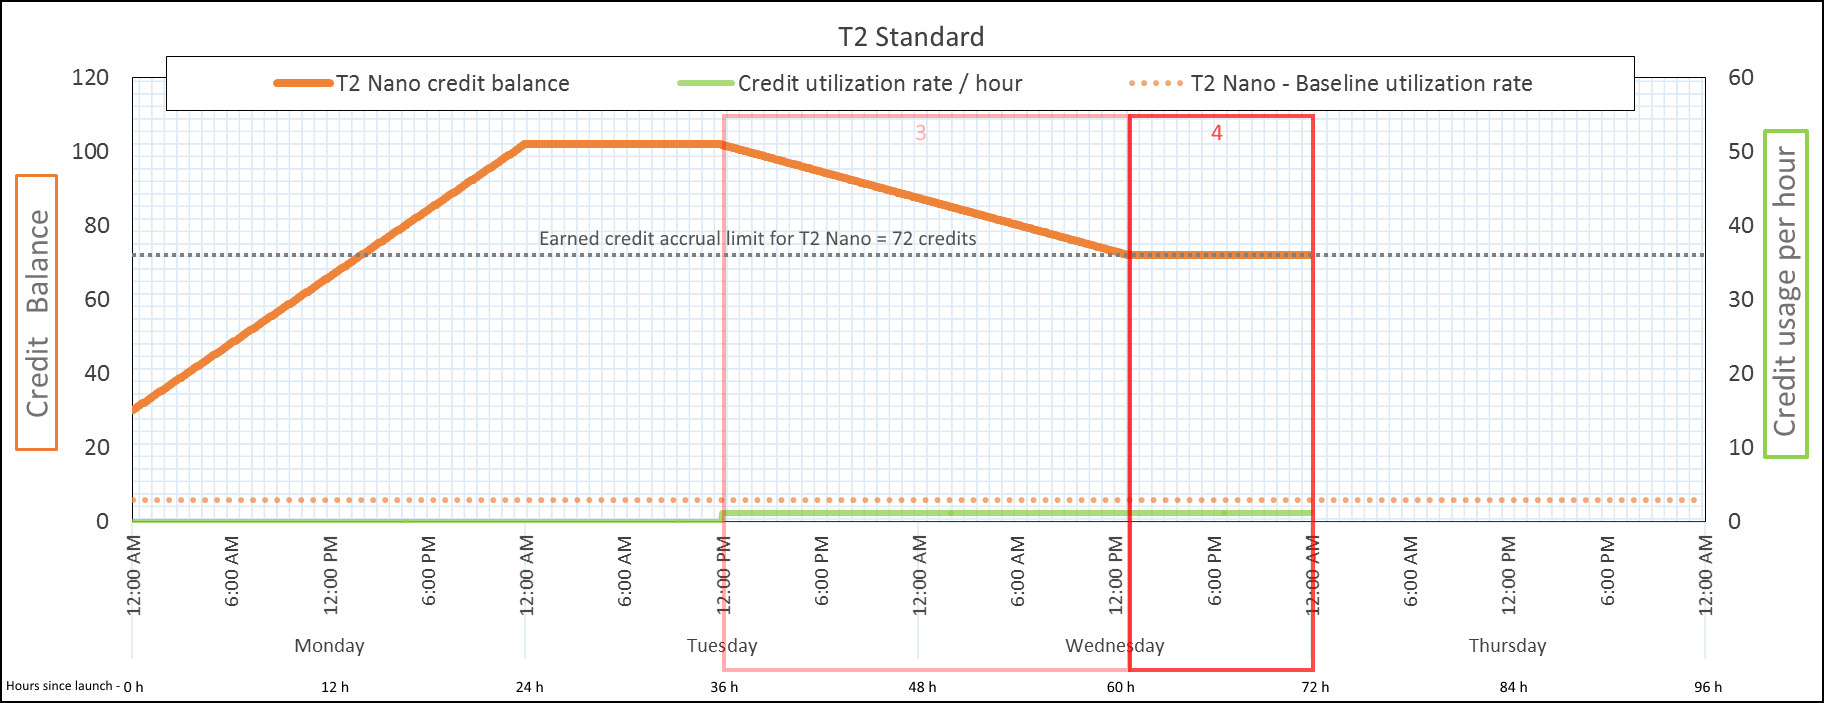 T2 Standard
T2 Nano credit balance
Credit utilization rate / hour
T2 Nano - Baseline utilization rate
Credit Balance
120
100
80
60
40
20
0
60
50
40
30
20
10
0
Credit usage per hour
3
4
Earned credit accrual limit for T2 Nano = 72 credits
12:00 AM
6:00 AM
12:00 PM
6:00 PM
12:00 AM
6:00 AM
12:00 PM
6:00 PM
12:00 AM
6:00 AM
12:00 PM
6:00 PM
12:00 AM
6:00 AM
12:00 PM
6:00 PM
12:00 AM
Monday
Tuesday
Wednesday
Thursday
Hours since launch - 0 h
12 h
24 h
36 h
48 h
60 h
72 h
84 h
96 h